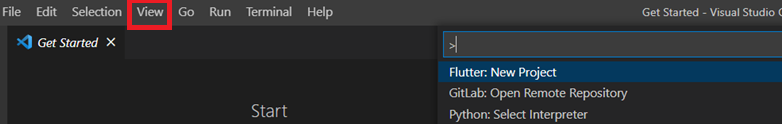 File Edit Selection View Go Run Terminal Help Get Started - Visual Studio
Get Started
>
Flutter: New Project
GitLab: Open Remote Repository
Start
Python: Select Interpreter